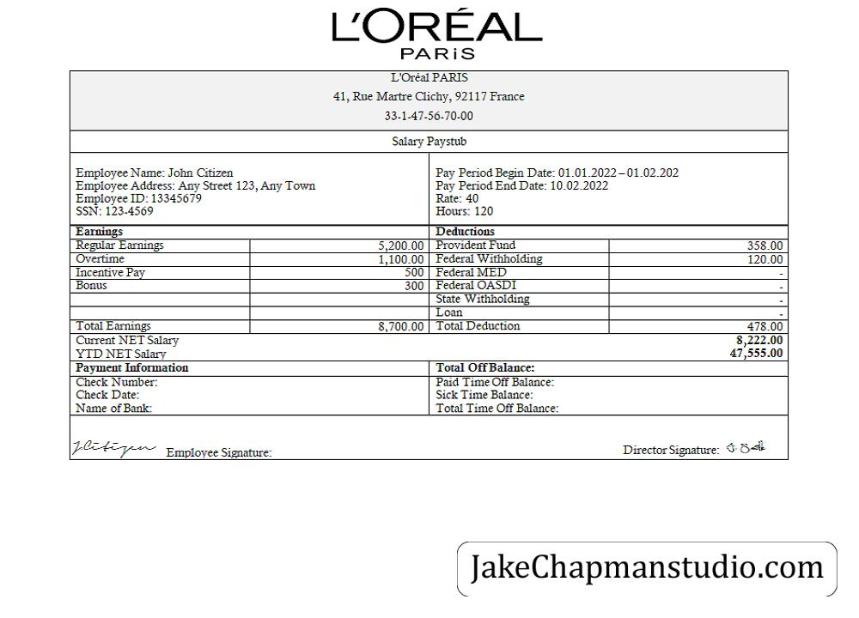 L'ORÉAL
PARiS
L'Oréal PARIS
41, Rue Martre Clichy, 92117 France
33-1-47-56-70-00
Salary Paystub
Employee Name: John Citizen
Employee Address: Any Street 123, Any Town
Employee ID: 13345679
SSN: 123-4569
Pay Period Begin Date: 01.01.2022–01.02.202
Pay Period End Date: 10.02.2022
Rate: 40
Hours: 120
Earnings Deductions
Regular Earnings 5,200.00 Provident Fund 358.00
Overtime 1,100.00 Federal Withholding 120.00
Incentive Pay 500 Federal MED -
Bonus 300 Federal OASDI -
State Withholding -
Loan -
Total Earnings 8,700.00 Total Deduction 478.00
Current NET Salary 8,222.00
YTD NET Salary 47,555.00
Payment Information Total Off Balance:
Check Number: Paid Time Off Balance:
Check Date: Sick Time Balance:
Name of Bank: Total Time Off Balance:
J.Citizen Employee Signature: Director Signature:
JakeChapmanstudio.com